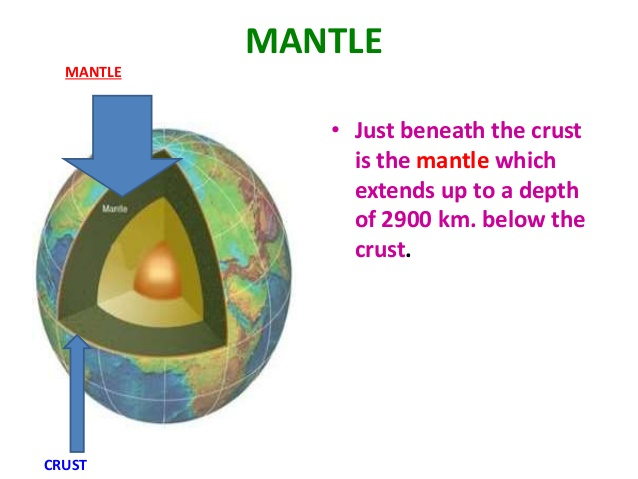 MANTLE
MANTLE
• Just beneath the crust
is the mantle which
extends up to a depth
of 2900 km. below the
crust.
Mantle
CRUST